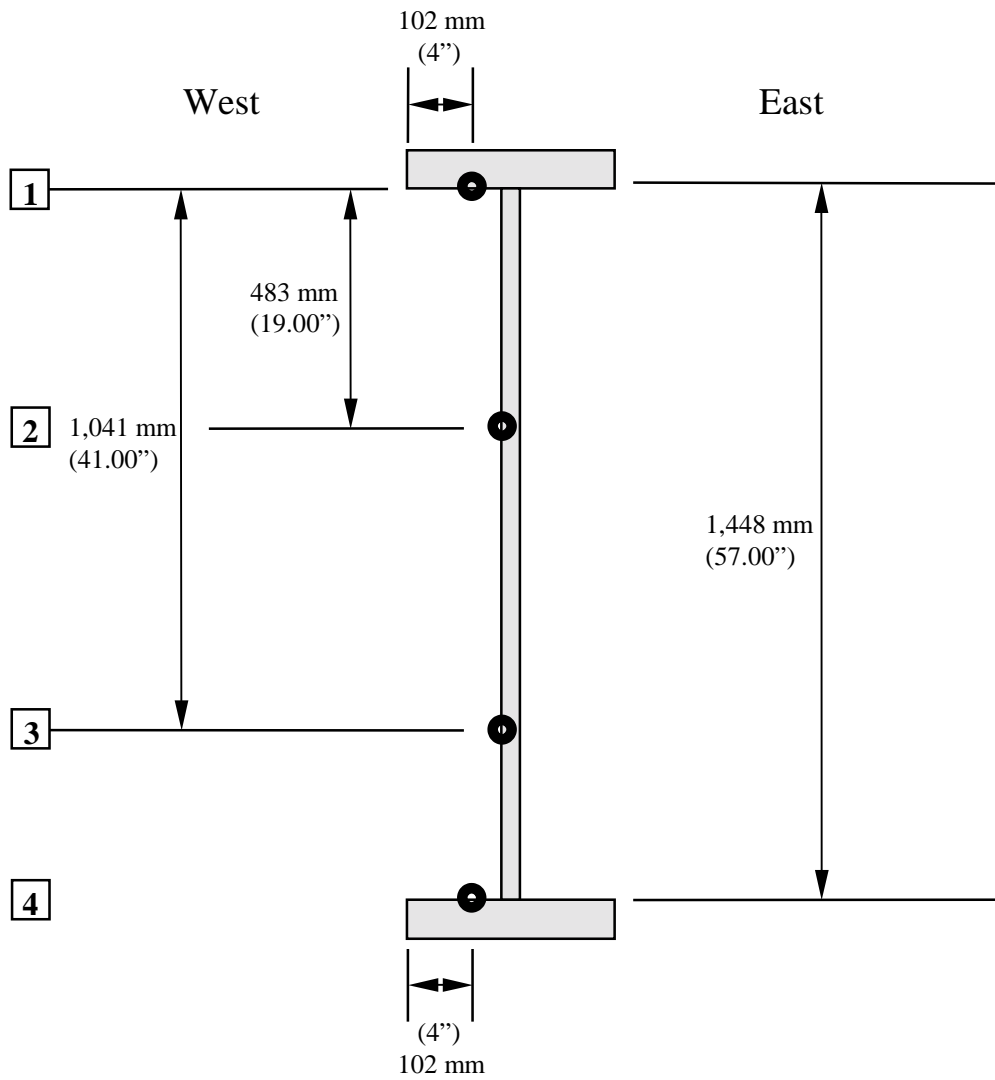 102 mm
(4”)
West
East
1
483 mm
(19.00”)
2
1,041 mm
(41.00”)
1,448 mm
(57.00”)
3
4
(4”)
102 mm